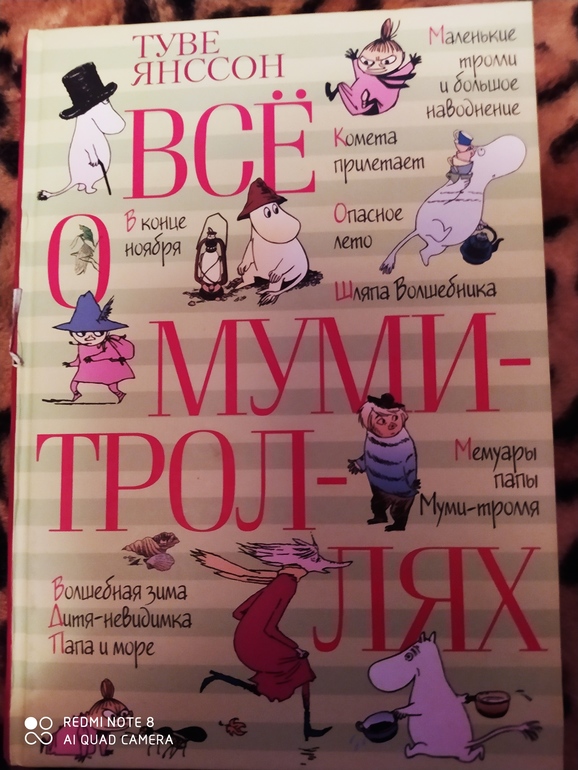 ТУВЕ
ЯНССОН
Маленькие
тролли
и большое
наводнение
ВСЁ
Комета
прилетает
О
В конце
ноября
Опасное
лето
Шляпа Волшебника
МУМИ-
ТРОЛ-
Мемуары
папы
Муми-тролля
ЛЯХ
Волшебная зима
Дитя-невидимка
Папа и море
REDMI NOTE 8
AI QUAD CAMERA